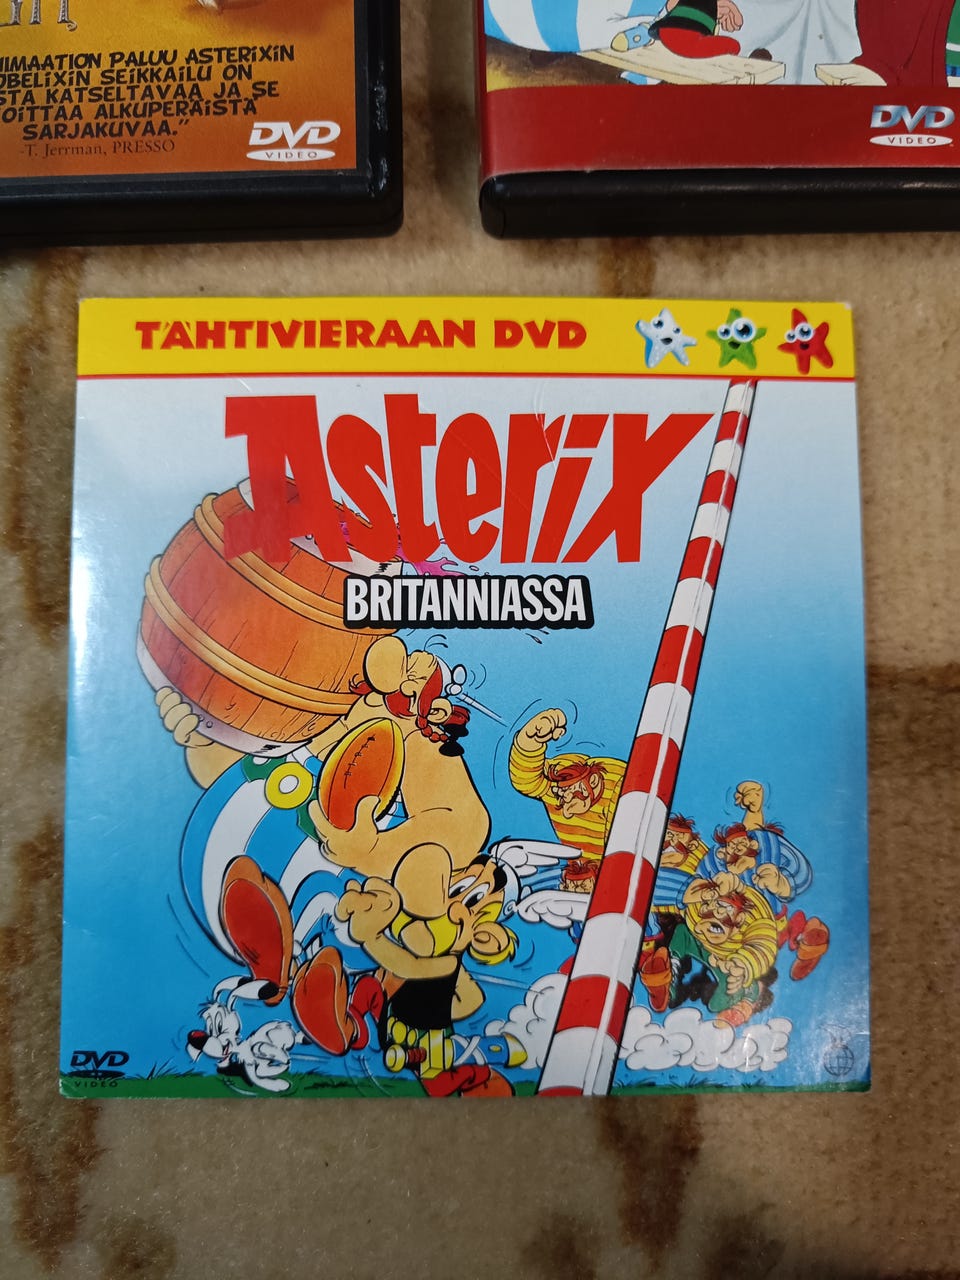 IMAATION PALUU ASTERIXIN
OBELIXIN SEIKKAILU ON
STA KATSELTAVAA JA SE
OITTAA ALKUPERÄISTÄ
SARJAKUVAA."
-T. Jerrman, PRESSO
DVD
VIDEO
DVD
VIDEO
TÄHTIVIERAAN DVD
Asterix
BRITANNIASSA
DVD
VIDEO